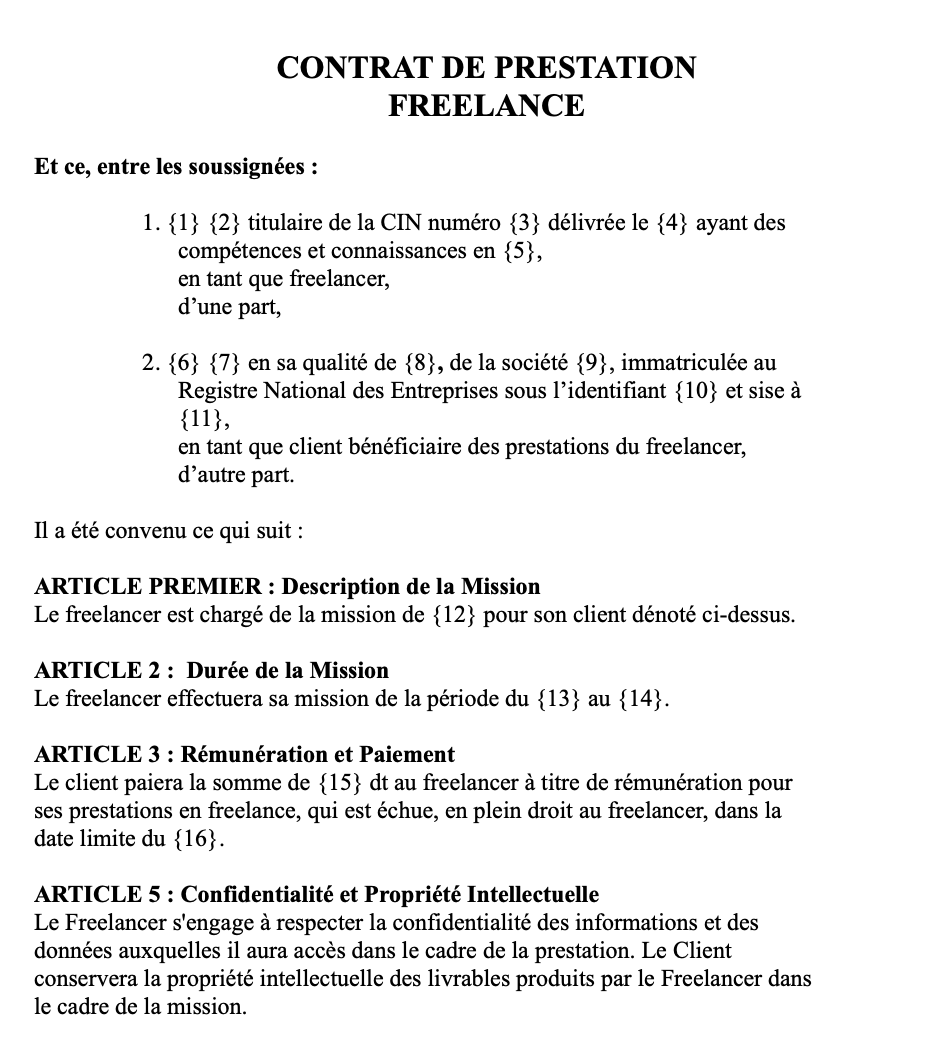 CONTRAT DE PRESTATION
FREELANCE
Et ce, entre les soussignées :
1. {1} {2} titulaire de la CIN numéro {3} délivrée le {4} ayant des
compétences et connaissances en {5},
en tant que freelancer,
d’une part,
2. {6} {7} en sa qualité de {8}, de la société {9}, immatriculée au
Registre National des Entreprises sous l’identifiant {10} et sise à
{11},
en tant que client bénéficiaire des prestations du freelancer,
d’autre part.
Il a été convenu ce qui suit :
ARTICLE PREMIER : Description de la Mission
Le freelancer est chargé de la mission de {12} pour son client dénoté ci-dessus.
ARTICLE 2 :  Durée de la Mission
Le freelancer effectuera sa mission de la période du {13} au {14}.
ARTICLE 3 : Rémunération et Paiement
Le client paiera la somme de {15} dt au freelancer à titre de rémunération pour
ses prestations en freelance, qui est échue, en plein droit au freelancer, dans la
date limite du {16}.
ARTICLE 5 : Confidentialité et Propriété Intellectuelle
Le Freelancer s'engage à respecter la confidentialité des informations et des
données auxquelles il aura accès dans le cadre de la prestation. Le Client
conservera la propriété intellectuelle des livrables produits par le Freelancer dans
le cadre de la mission.